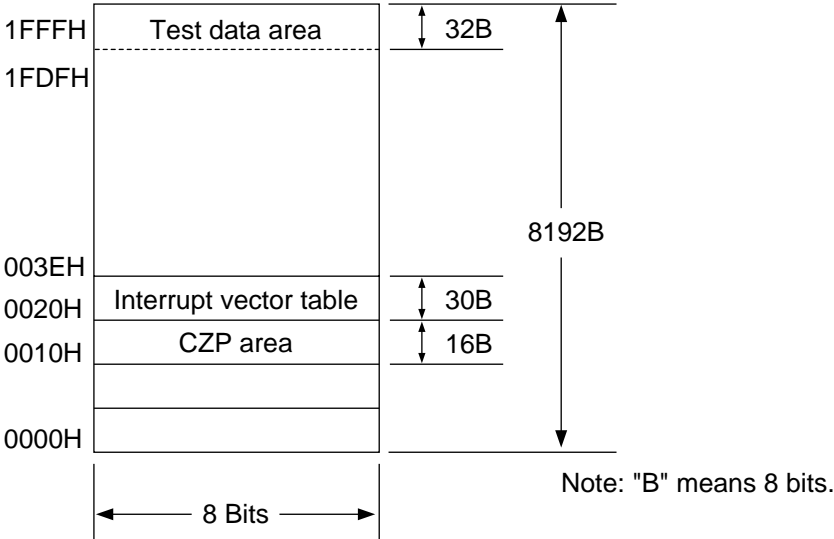 1FFFH
Test data area
32B
1FDFH
8192B
003EH
Interrupt vector table
30B
0020H
CZP area
16B
0010H
0000H
Note: "B" means 8 bits.
8 Bits